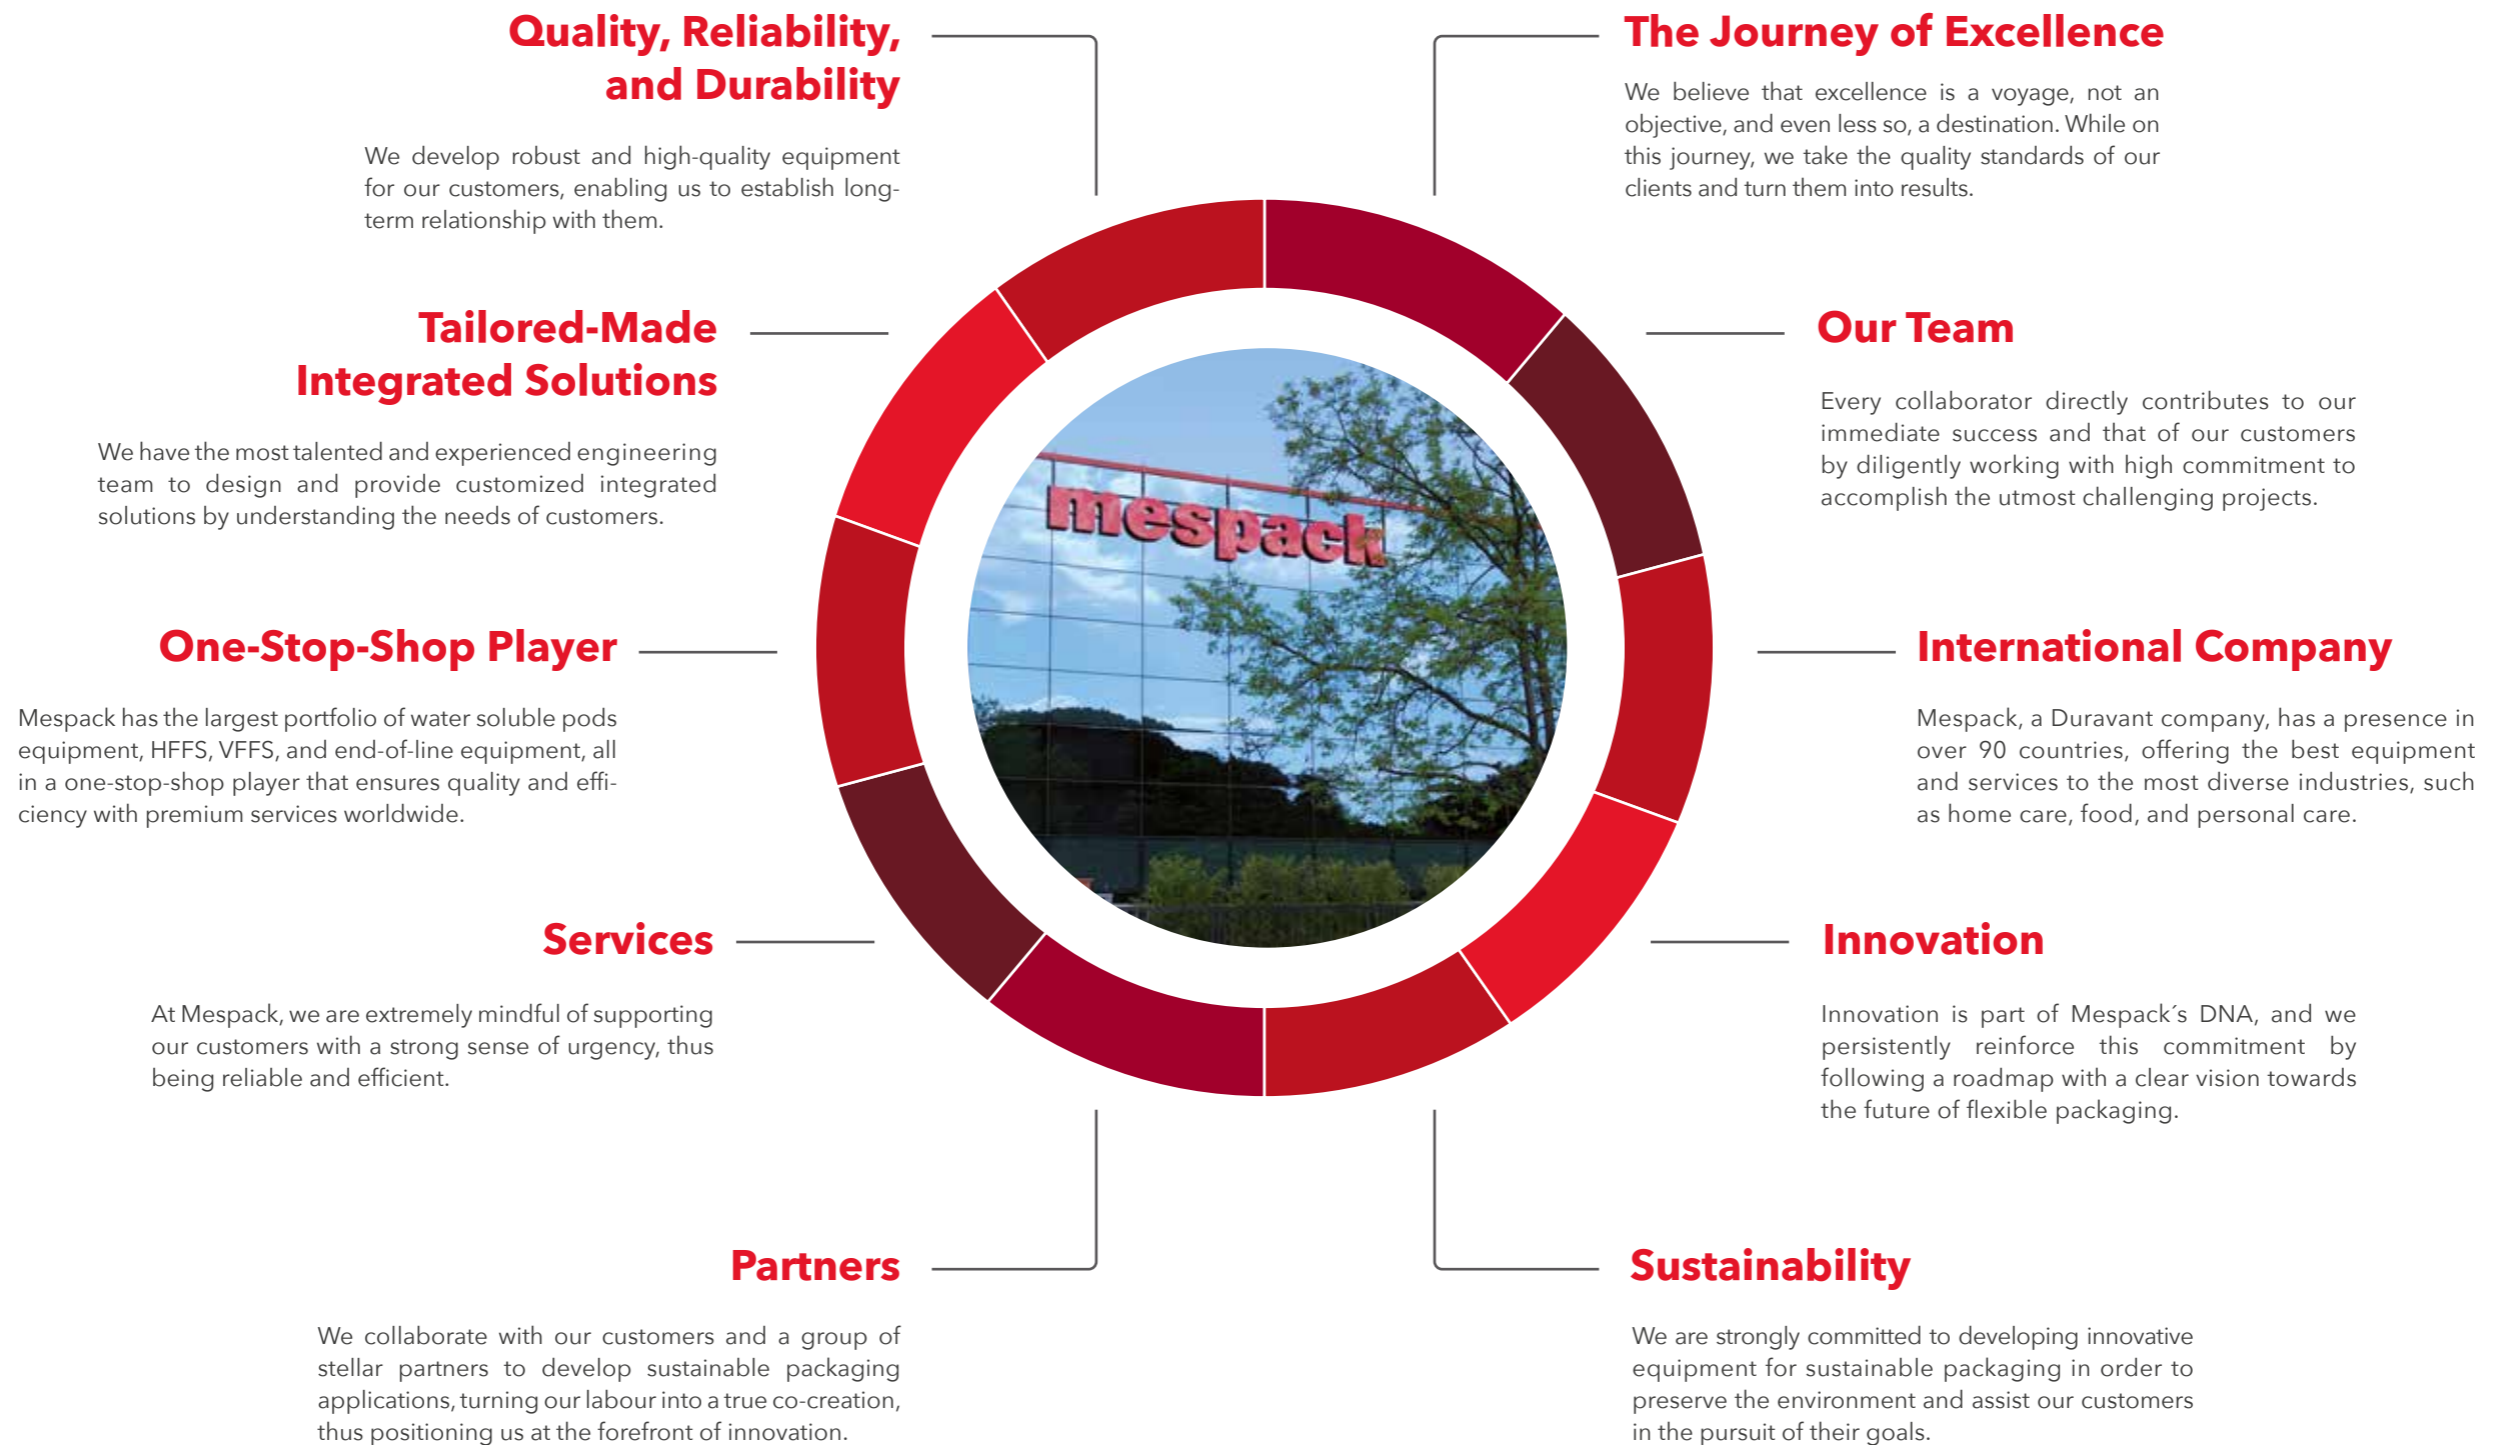 Quality, Reliability,
and Durability
We develop robust and high-quality equipment
for our customers, enabling us to establish long-
term relationship with them.
Tailored-Made
Integrated Solutions
We have the most talented and experienced engineering
team to design and provide customized integrated
solutions by understanding the needs of customers.
One-Stop-Shop Player
Mespack has the largest portfolio of water soluble pods
equipment, HFFS, VFFS, and end-of-line equipment, all
in a one-stop-shop player that ensures quality and effi-
ciency with premium services worldwide.
Services
At Mespack, we are extremely mindful of supporting
our customers with a strong sense of urgency, thus
being reliable and efficient.
Partners
We collaborate with our customers and a group of
stellar partners to develop sustainable packaging
applications, turning our labour into a true co-creation,
thus positioning us at the forefront of innovation.
mespack
The Journey of Excellence
We believe that excellence is a voyage, not an
objective, and even less so, a destination. While on
this journey, we take the quality standards of our
clients and turn them into results.
Our Team
Every collaborator directly contributes to our
immediate success and that of our customers
by diligently working with high commitment to
accomplish the utmost challenging projects.
International Company
Mespack, a Duravant company, has a presence in
over 90 countries, offering the best equipment
and services to the most diverse industries, such
as home care, food, and personal care.
Innovation
Innovation is part of Mespack´s DNA, and we
persistently reinforce this commitment by
following a roadmap with a clear vision towards
the future of flexible packaging.
Sustainability
We are strongly committed to developing innovative
equipment for sustainable packaging in order to
preserve the environment and assist our customers
in the pursuit of their goals.